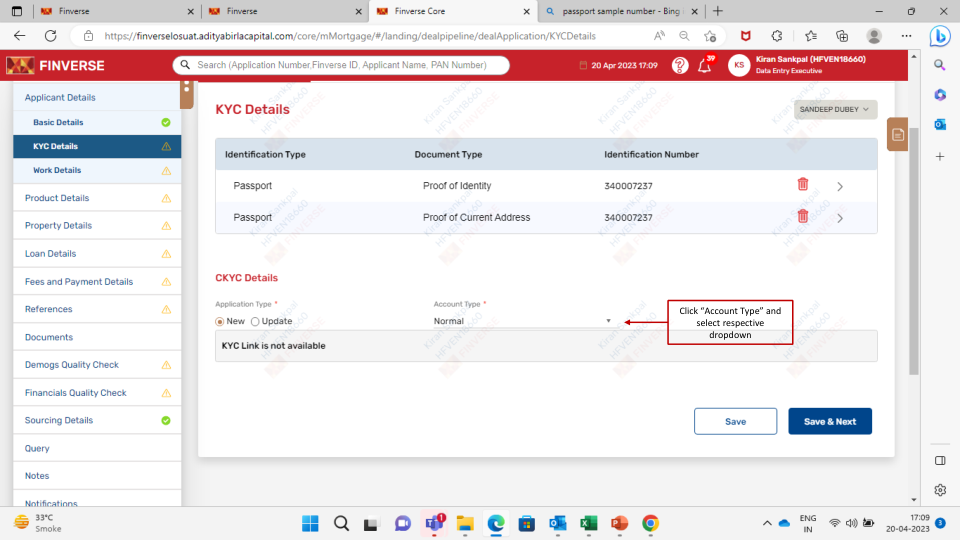 Finverse
Finverse
Finverse Core
passport sample number - Bing
https://finverselosuat.adityabirlacapital.com/core/mMortgage/#/landing/dealpipeline/dealApplication/KYCDetails
FINVERSE
Search (Application Number,Finverse ID, Applicant Name, PAN Number)
20 Apr 2023 17:09
39
KS
Kiran Sankpal (HFVEN18660)
Data Entry Executive
Applicant Details
Basic Details
KYC Details
Work Details
Product Details
Property Details
Loan Details
Fees and Payment Details
References
Documents
Demogs Quality Check
Financials Quality Check
Sourcing Details
Query
Notes
Notifications
KYC Details
SANDEEP DUBEY
Identification Type Document Type Identification Number
Passport Proof of Identity 340007237
Passport Proof of Current Address 340007237
CKYC Details
Application Type * Account Type *
New Update Normal
Click “Account Type” and
select respective
dropdown
KYC Link is not available
Save Save & Next
33°C
Smoke
1
ENG
IN
17:09
20-04-2023
3